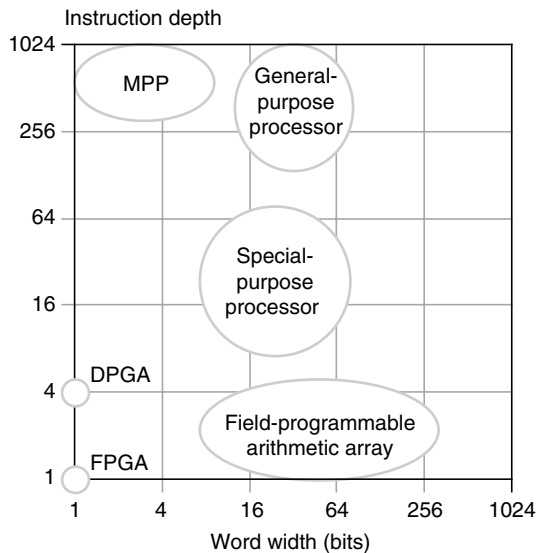 Instruction depth
1024
256
64
16
4
1
MPP
General-
purpose
processor
Special-
purpose
processor
DPGA
Field-programmable
arithmetic array
FPGA
1 4 16 64 256 1024
Word width (bits)